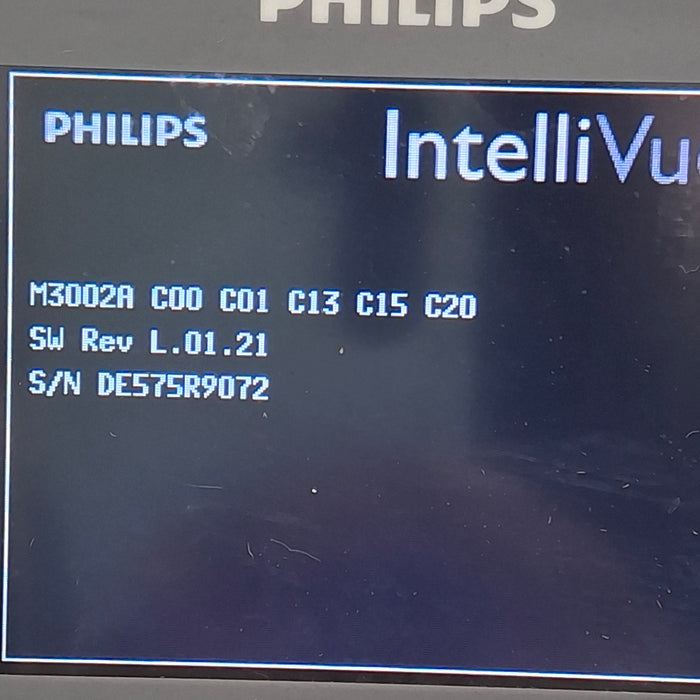 PHILIPS
PHILIPS IntelliVu
M3002A C00 C01 C13 C15 C20
SW Rev L.01.21
S/N DE575R9072